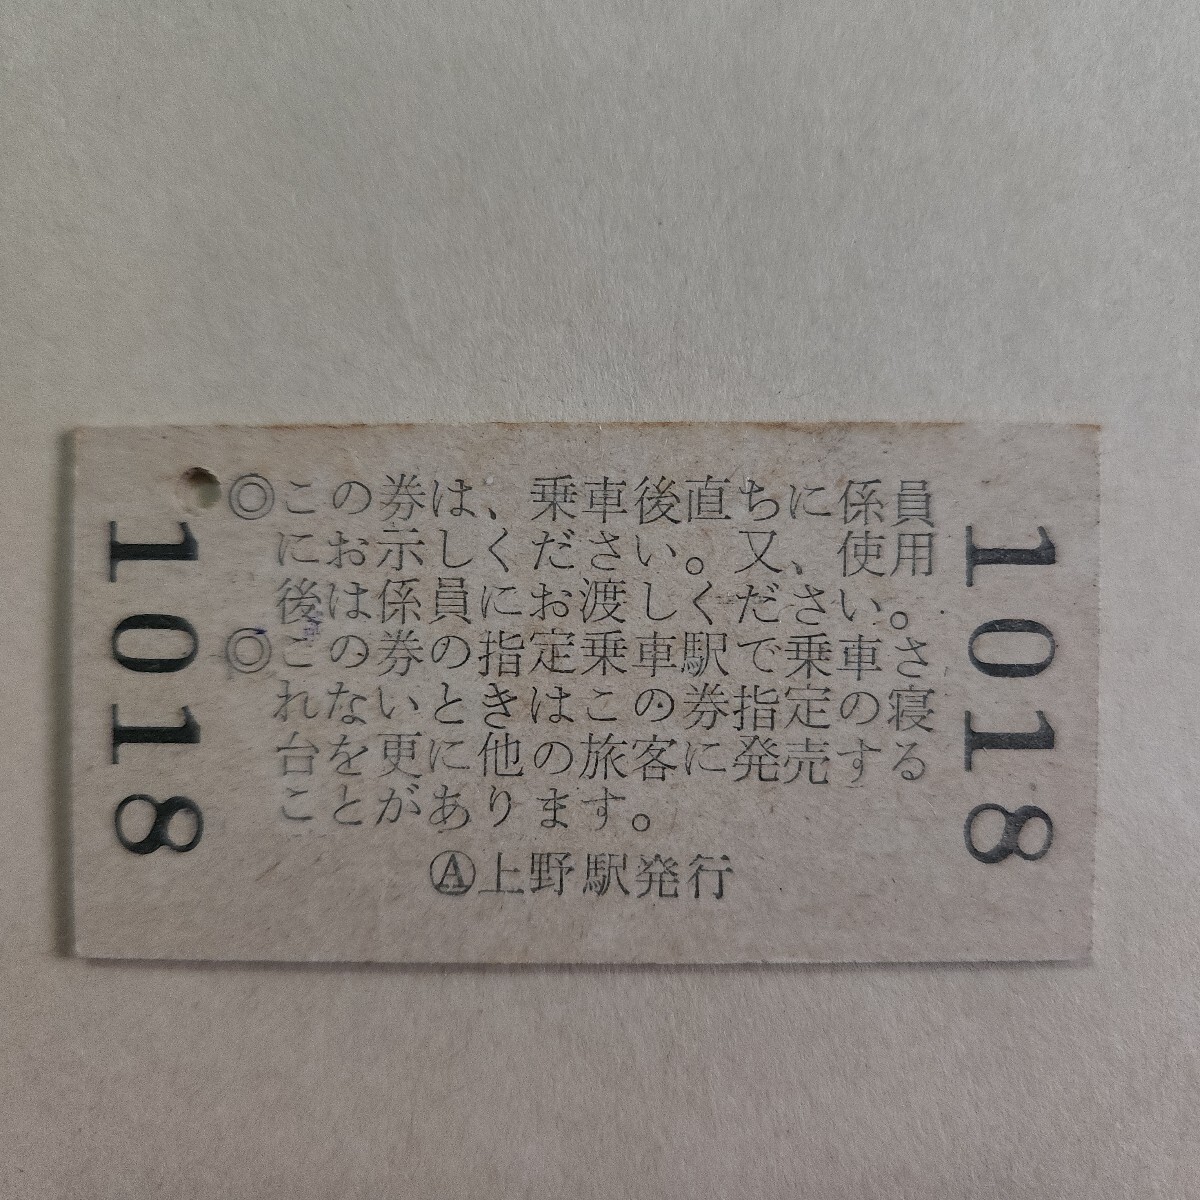 ◎この券は、乗車後直ちに係員
にお示しください。又、使用
後は係員にお渡しください。
◎この券の指定乗車駅で乗車さ
れないときはこの券指定の寝
台を更に他の旅客に発売する
ことがあります。
Ⓐ上野駅発行
1018
1018